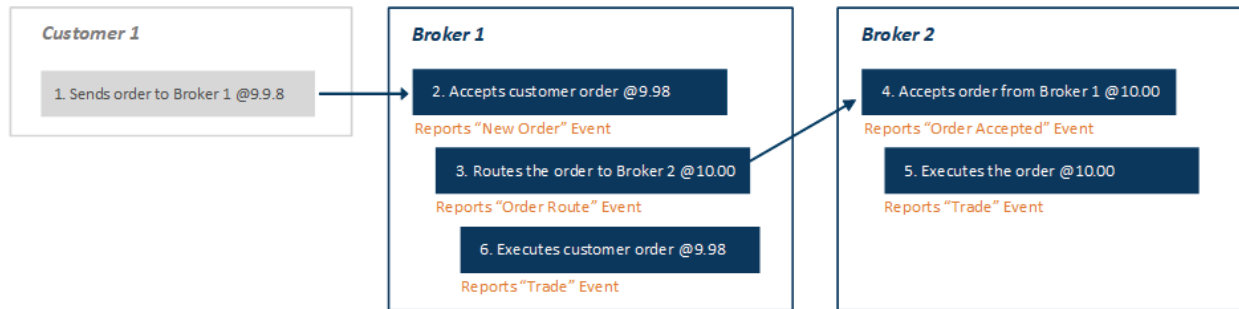 Customer 1
1. Sends order to Broker 1 @9.9.8
Broker 1
2. Accepts customer order @9.98
Reports “New Order” Event
3. Routes the order to Broker 2 @10.00
Reports “Order Route” Event
6. Executes customer order @9.98
Reports “Trade” Event
Broker 2
4. Accepts order from Broker 1 @10.00
Reports “Order Accepted” Event
5. Executes the order @10.00
Reports “Trade” Event